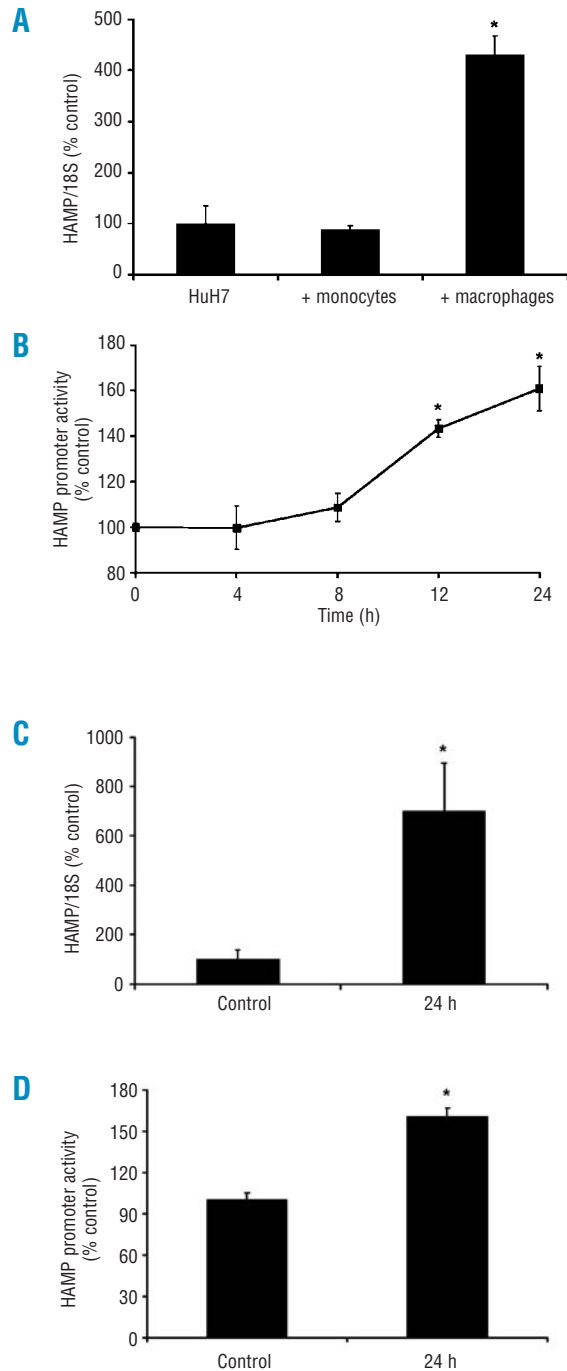 A
HAMP/18S (% control)
500
400
300
200
100
0
*
HuH7 + monocytes + macrophages
B
HAMP promoter activity
(% control)
180
160
140
120
100
80
* *
0 4 8 12 24
Time (h)
C
HAMP/18S (% control)
1000
800
600
400
200
0
*
Control 24 h
D
HAMP promoter activity
(% control)
180
150
120
90
60
30
0
*
Control 24 h